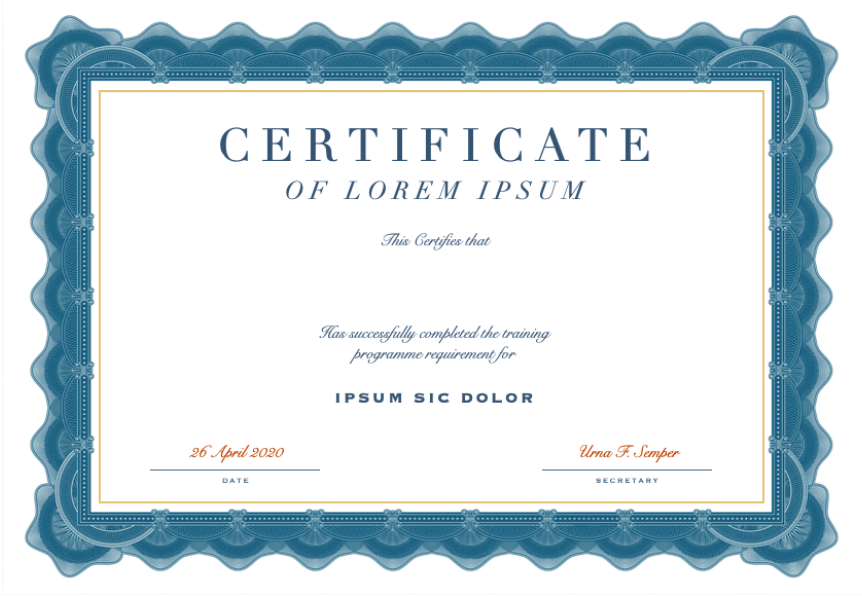 CERTIFICATE
OF LOREM IPSUM
This Certifies that
Has successfully completed the training
programme requirement for
IPSUM SIC DOLOR
26 April 2020
Urna F. Semper
DATE
SECRETARY